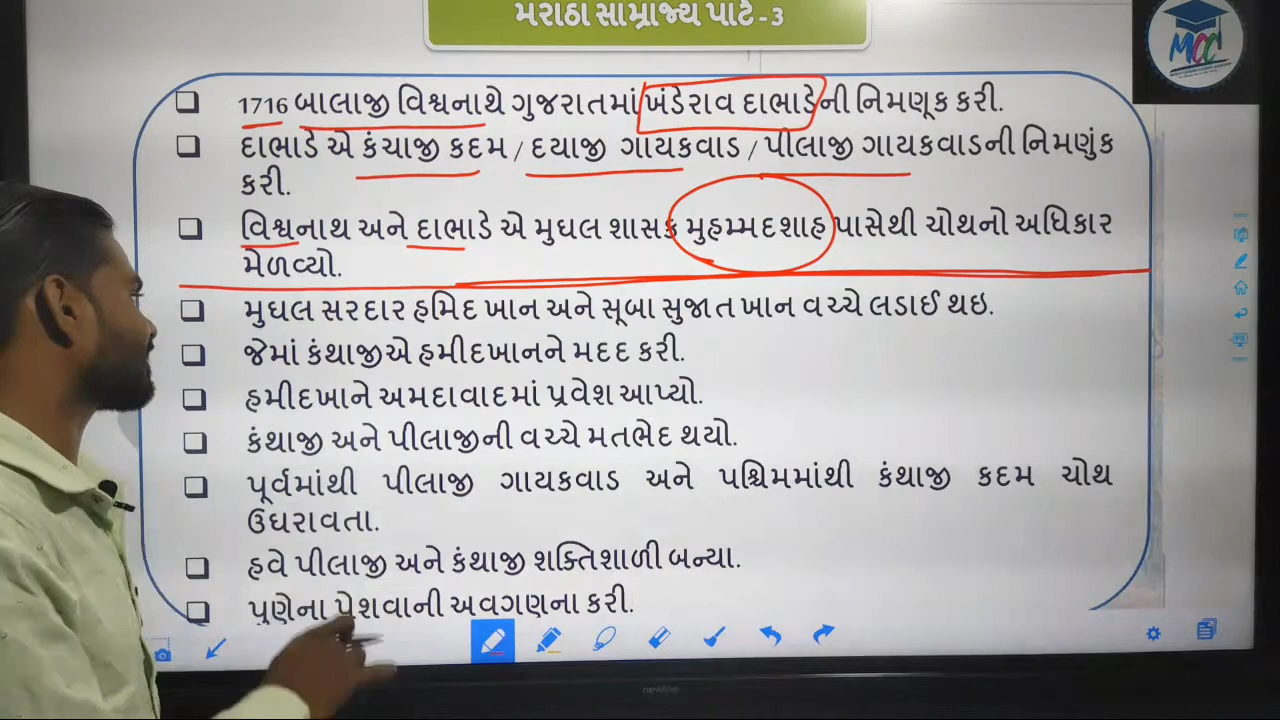 મરાઠા સામ્રાજ્ય પાર્ટ - 3
MCC
1716 બાલાજી વિશ્વનાથે ગુજરાતમાં ખંડેરાવ દાભાડેની નિમણૂક કરી.
દાભાડે એ કંચાજી કદમ / દયાજી ગાયકવાડ / પીલાજી ગાયકવાડની નિમણુંક
કરી.
વિશ્વનાથ અને દાભાડે એ મુઘલ શાસક મુહમ્મદશાહ પાસેથી ચોથનો અધિકાર
મેળવ્યો.
મુઘલ સરદાર હમિદ ખાન અને સૂબા સુજાત ખાન વચ્ચે લડાઈ થઇ.
જેમાં કંથાજીએ હમીદખાનને મદદ કરી.
હમીદખાને અમદાવાદમાં પ્રવેશ આપ્યો.
કંથાજી અને પીલાજીની વચ્ચે મતભેદ થયો.
પૂર્વમાંથી પીલાજી ગાયકવાડ અને પશ્ચિમમાંથી કંથાજી કદમ ચોથ
ઉઘરાવતા.
હવે પીલાજી અને કંથાજી શક્તિશાળી બન્યા.
પુણેના પેશવાની અવગણના કરી.
newline